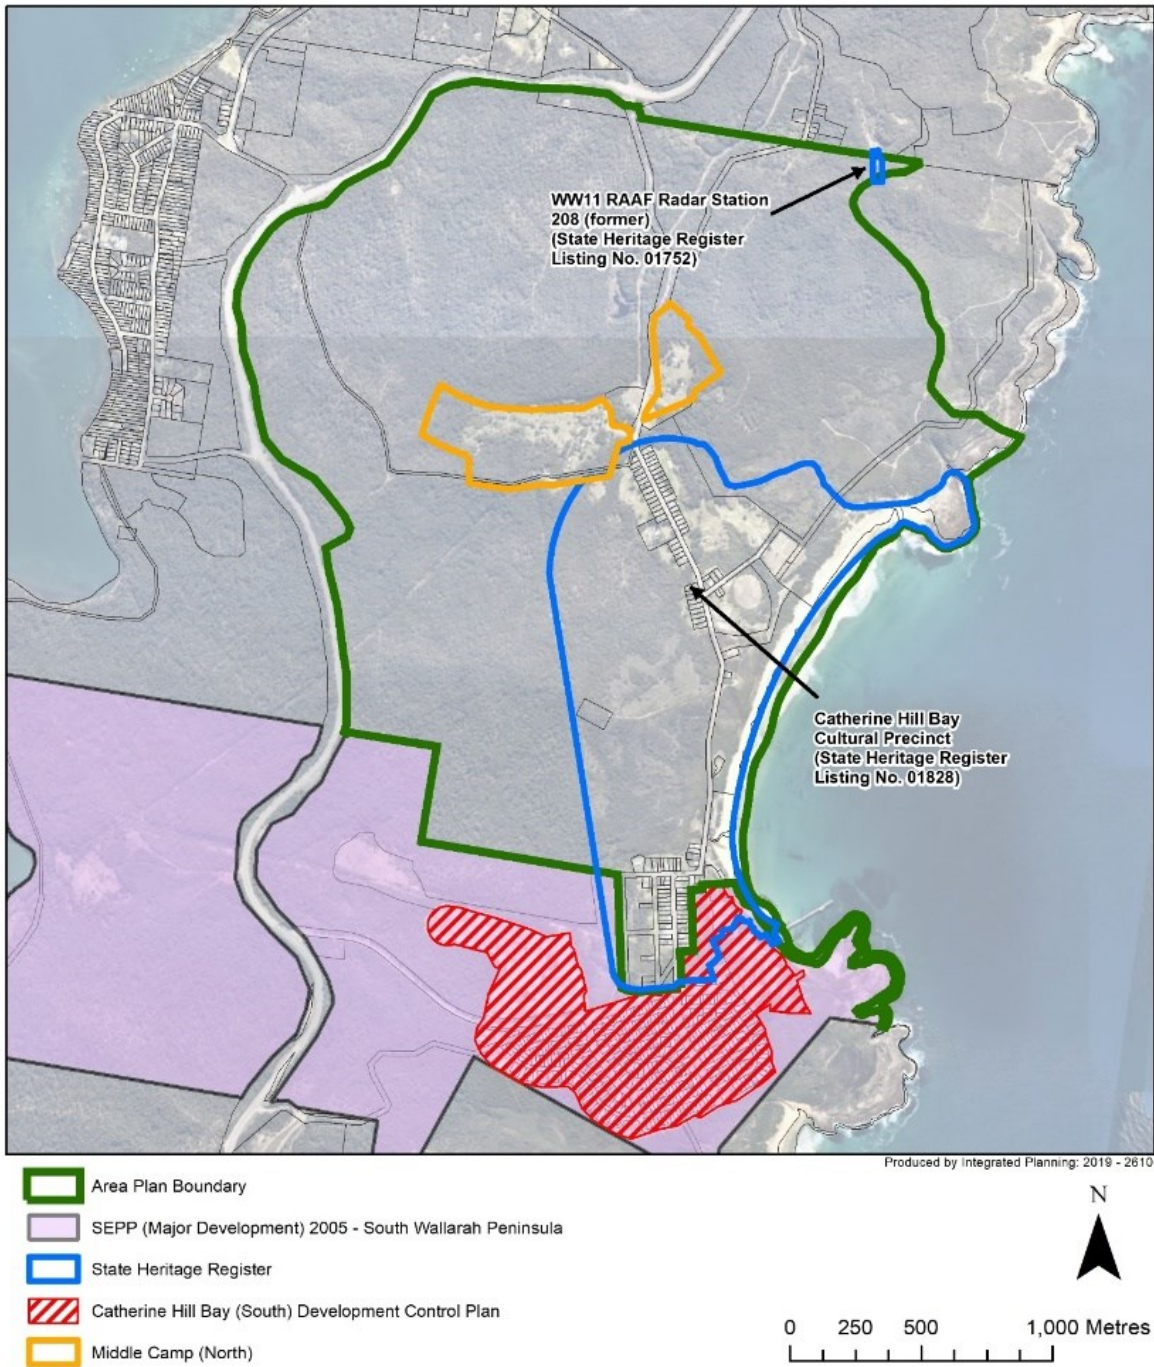 WW11 RAAF Radar Station
208 (former)
(State Heritage Register
Listing No. 01752)
Catherine Hill Bay
Cultural Precinct
(State Heritage Register
Listing No. 01828)
Produced by Integrated Planning: 2019 - 2610
Area Plan Boundary
SEPP (Major Development) 2005 - South Wallarah Peninsula
State Heritage Register
Catherine Hill Bay (South) Development Control Plan
Middle Camp (North)
N
0 250 500 1,000 Metres